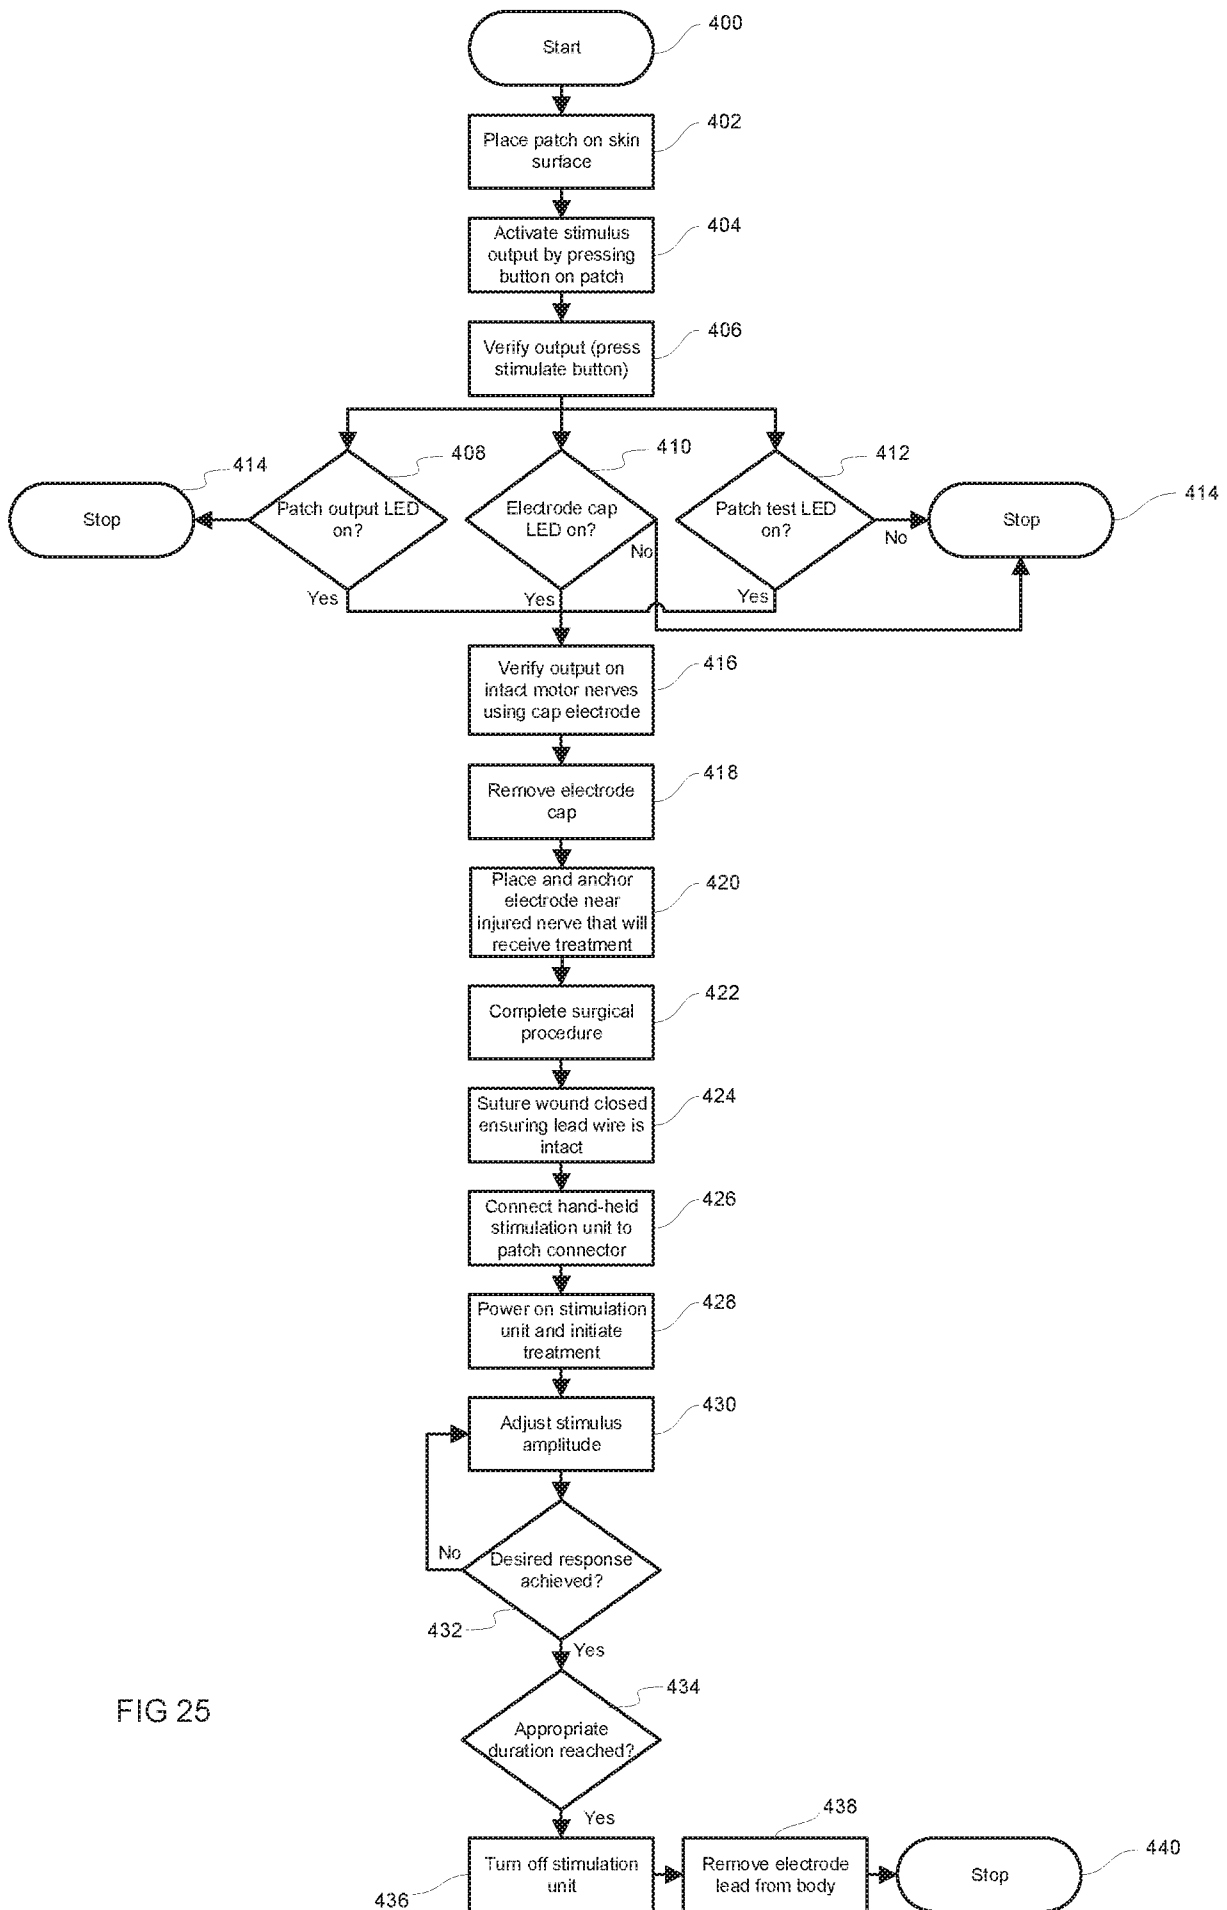 Start
400
Place patch on skin
surface
402
Activate stimulus
output by pressing
button on patch
404
Verify output (press
stimulate button)
406
414
Stop
Patch output LED
on?
408
Yes
Electrode cap
LED on?
410
No
Yes
Patch test LED
on?
412
No
Yes
Stop
414
Verify output on
intact motor nerves
using cap electrode
416
Remove electrode
cap
418
Place and anchor
electrode near
injured nerve that will
receive treatment
420
Complete surgical
procedure
422
Suture wound closed
ensuring lead wire is
intact
424
Connect hand-held
stimulation unit to
patch connector
426
Power on stimulation
unit and initiate
treatment
428
Adjust stimulus
amplitude
430
No
Desired response
achieved?
432
Yes
434
Appropriate
duration reached?
FIG 25
Yes
Turn off stimulation
unit
436
438
Remove electrode
lead from body
Stop
440